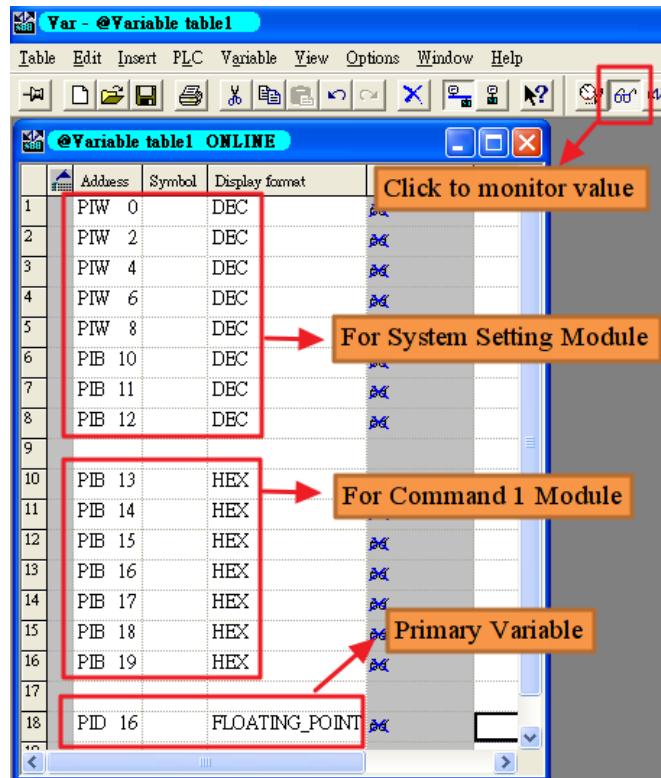 Var - @Variable table1
Table Edit Insert PLC Variable View Options Window Help
@Variable table1 ONLINE
Address Symbol Display format
Click to monitor value
1 PIW 0 DEC
2 PIW 2 DEC
3 PIW 4 DEC
4 PIW 6 DEC
5 PIW 8 DEC
For System Setting Module
6 PIB 10 DEC
7 PIB 11 DEC
8 PIB 12 DEC
9
10 PIB 13 HEX
For Command 1 Module
11 PIB 14 HEX
12 PIB 15 HEX
13 PIB 16 HEX
14 PIB 17 HEX
15 PIB 18 HEX
Primary Variable
16 PIB 19 HEX
17
18 PID 16 FLOATING_POINT